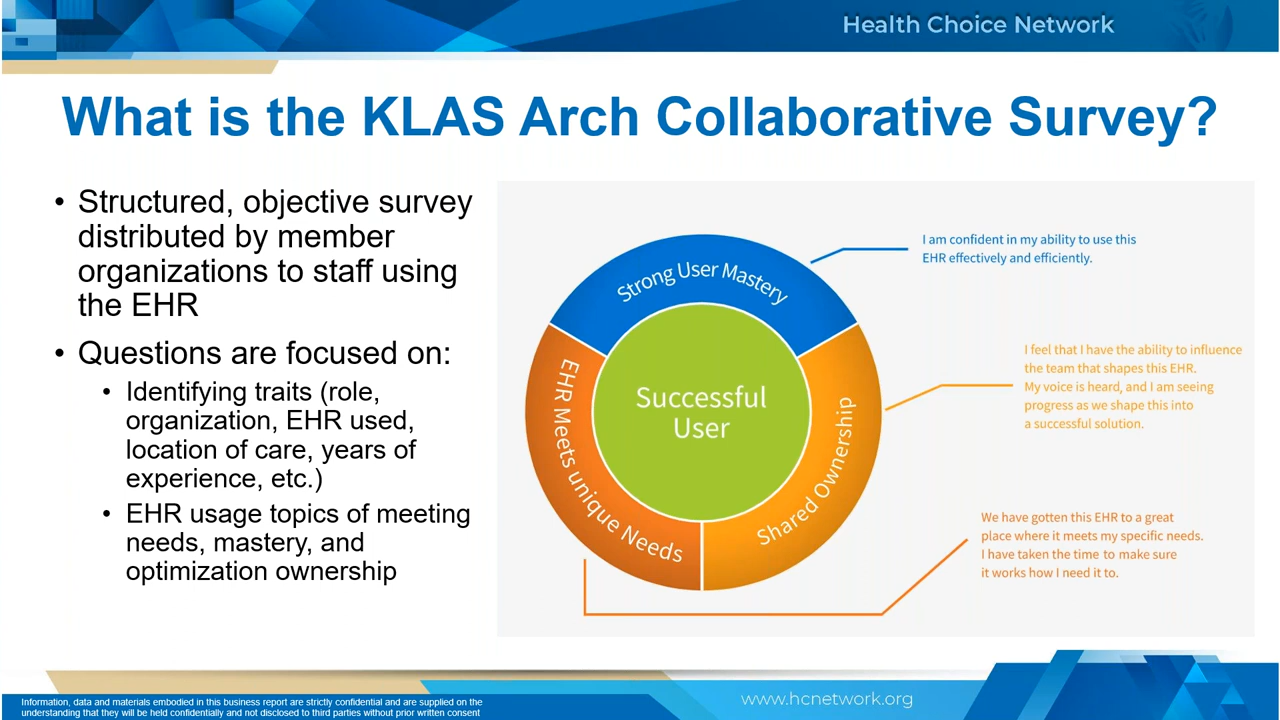 Health Choice Network
What is the KLAS Arch Collaborative Survey?
• Structured, objective survey
distributed by member
organizations to staff using
the EHR
• Questions are focused on:
• Identifying traits (role,
organization, EHR used,
location of care, years of
experience, etc.)
• EHR usage topics of meeting
needs, mastery, and
optimization ownership
Strong User Mastery
EHR Meets unique Needs
Shared Ownership
Successful
User
I am confident in my ability to use this
EHR effectively and efficiently.
I feel that I have the ability to influence
the team that shapes this EHR.
My voice is heard, and I am seeing
progress as we shape this into
a successful solution.
We have gotten this EHR to a great
place where it meets my specific needs.
I have taken the time to make sure
it works how I need it to.
Information, data and materials embodied in this business report are strictly confidential and are supplied on the
understanding that they will be held confidentially and not disclosed to third parties without prior written consent
www.hcnetwork.org